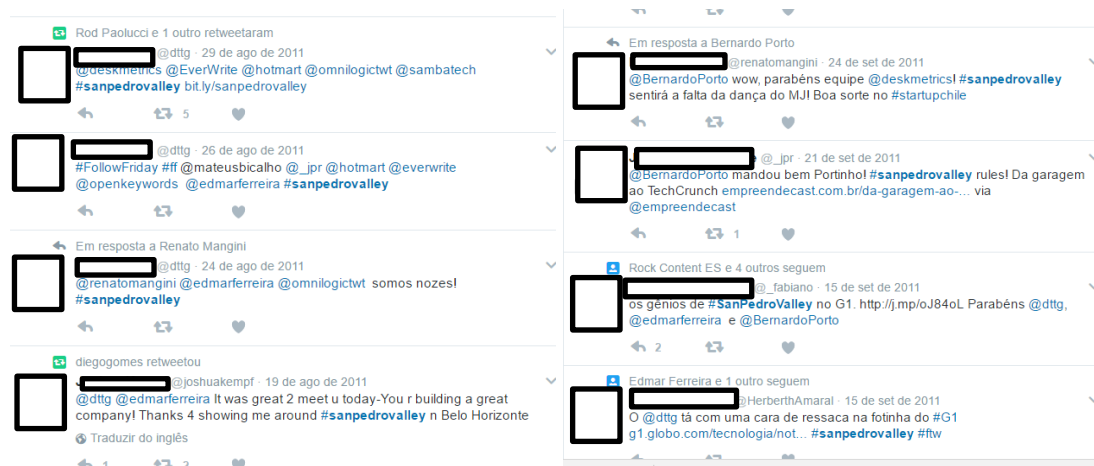 Rod Paolucci e 1 outro retweetaram
@dttg · 29 de ago de 2011
@deskmetrics @EverWrite @hotmart @omnilogictwt @sambatech
#sanpedrovalley bit.ly/sanpedrovalley
5
@dttg · 26 de ago de 2011
#FollowFriday #ff @mateusbicalho @_jpr @hotmart @everwrite
@openkeywords @edmarferreira #sanpedrovalley
Em resposta a Renato Mangini
@dttg · 24 de ago de 2011
@renatomangini @edmarferreira @omnilogictwt somos nozes!
#sanpedrovalley
diegogomes retweetou
@joshuakempf · 19 de ago de 2011
@dttg @edmarferreira It was great 2 meet u today-You r building a great
company! Thanks 4 showing me around #sanpedrovalley n Belo Horizonte
Traduzir do inglês
1 2
Em resposta a Bernardo Porto
@renatomangini · 24 de set de 2011
@BernardoPorto wow, parabéns equipe @deskmetrics! #sanpedrovalley
sentirá a falta da dança do MJ! Boa sorte no #startupchile
@_jpr · 21 de set de 2011
@BernardoPorto mandou bem Portinho! #sanpedrovalley rules! Da garagem
ao TechCrunch empreendecast.com.br/da-garagem-ao-... via
@empreendecast
1
Rock Content ES e 4 outros seguem
@_fabiano · 15 de set de 2011
os gênios de #SanPedroValley no G1. http://j.mp/oJ84oL Parabéns @dttg,
@edmarferreira e @BernardoPorto
2
Edmar Ferreira e 1 outro seguem
@HerberthAmaral · 15 de set de 2011
O @dttg tá com uma cara de ressaca na fotinha do #G1
g1.globo.com/tecnologia/not... #sanpedrovalley #ftw